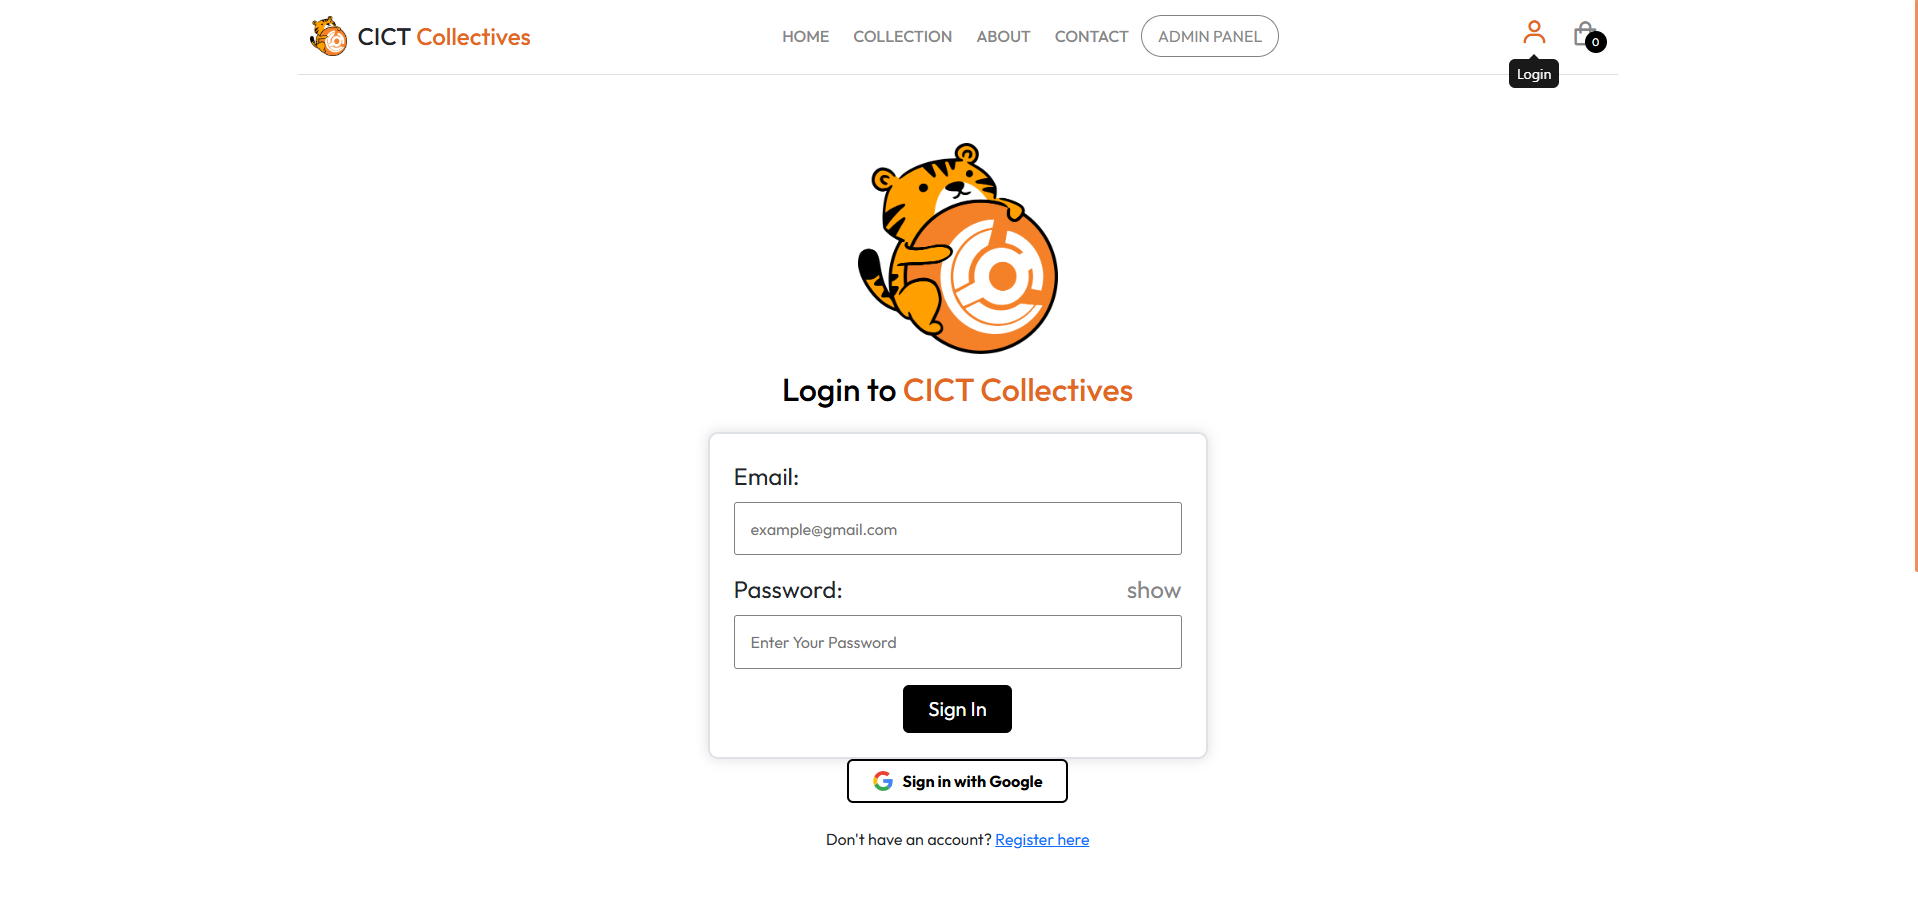 CICT Collectives
HOME COLLECTION ABOUT CONTACT ADMIN PANEL
0
Login
Login to CICT Collectives
Email:
example@gmail.com
Password: show
Enter Your Password
Sign In
Sign in with Google
Don't have an account? Register here